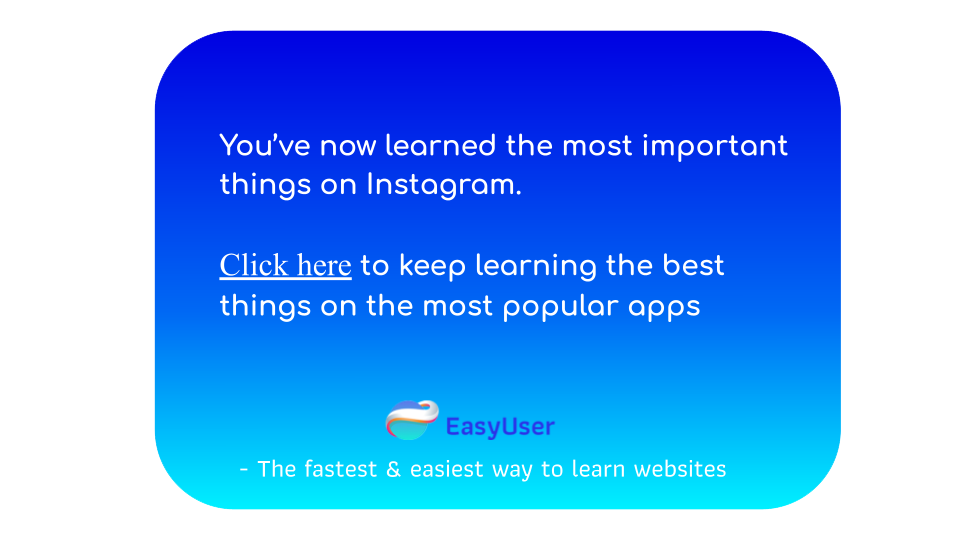 You’ve now learned the most important
things on Instagram.
Click here to keep learning the best
things on the most popular apps
EasyUser
- The fastest & easiest way to learn websites